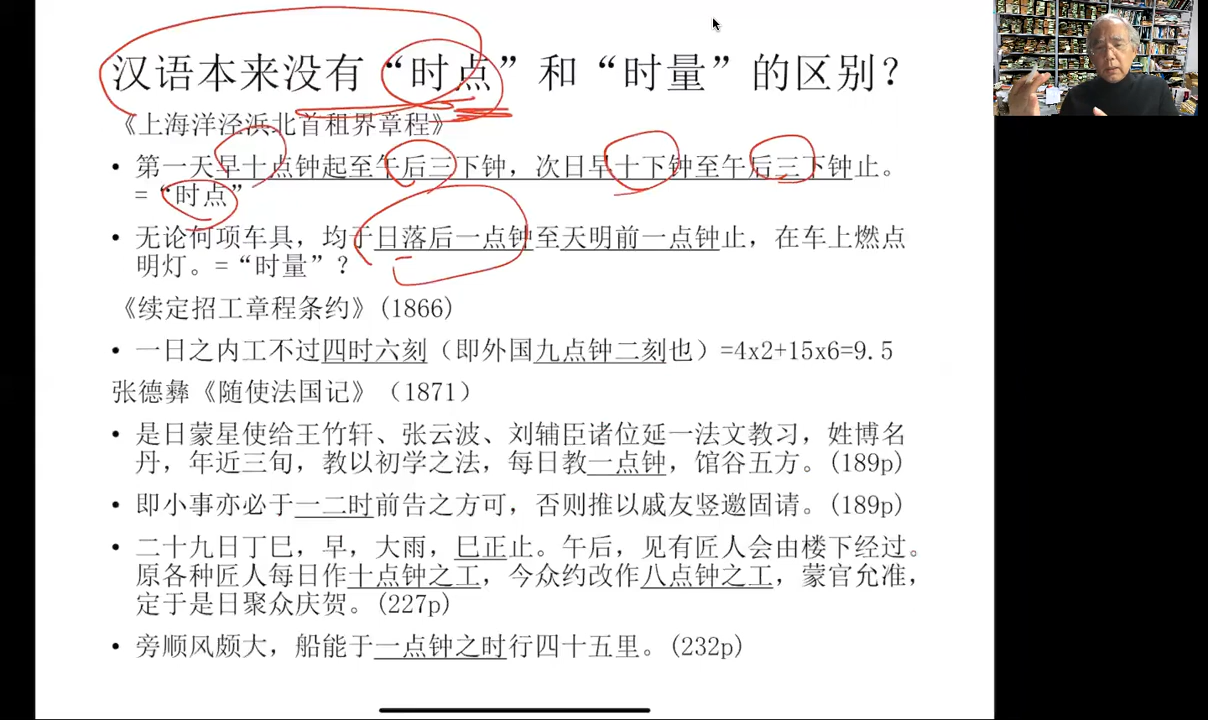 汉语本来没有“时点”和“时量”的区别？
《上海洋泾浜北首租界章程》
• 第一天早十点钟起至午后三下钟，次日早十下钟至午后三下钟止。
=“时点”
• 无论何项车具，均于日落后一点钟至天明前一点钟止，在车上燃点
明灯。=“时量”？
《续定招工章程条约》(1866)
• 一日之内工不过四时六刻（即外国九点钟二刻也）=4x2+15x6=9.5
张德彝《随使法国记》（1871）
• 是日蒙星使给王竹轩、张云波、刘辅臣诸位延一法文教习，姓博名
丹，年近三旬，教以初学之法，每日教一点钟，馆谷五方。(189p)
• 即小事亦必于一二时前告之方可，否则推以戚友竖邀固请。(189p)
• 二十九日丁巳，早，大雨，巳正止。午后，见有匠人会由楼下经过。
原各种匠人每日作十点钟之工，今众约改作八点钟之工，蒙官允准，
定于是日聚众庆贺。(227p)
• 旁顺风颇大，船能于一点钟之时行四十五里。(232p)